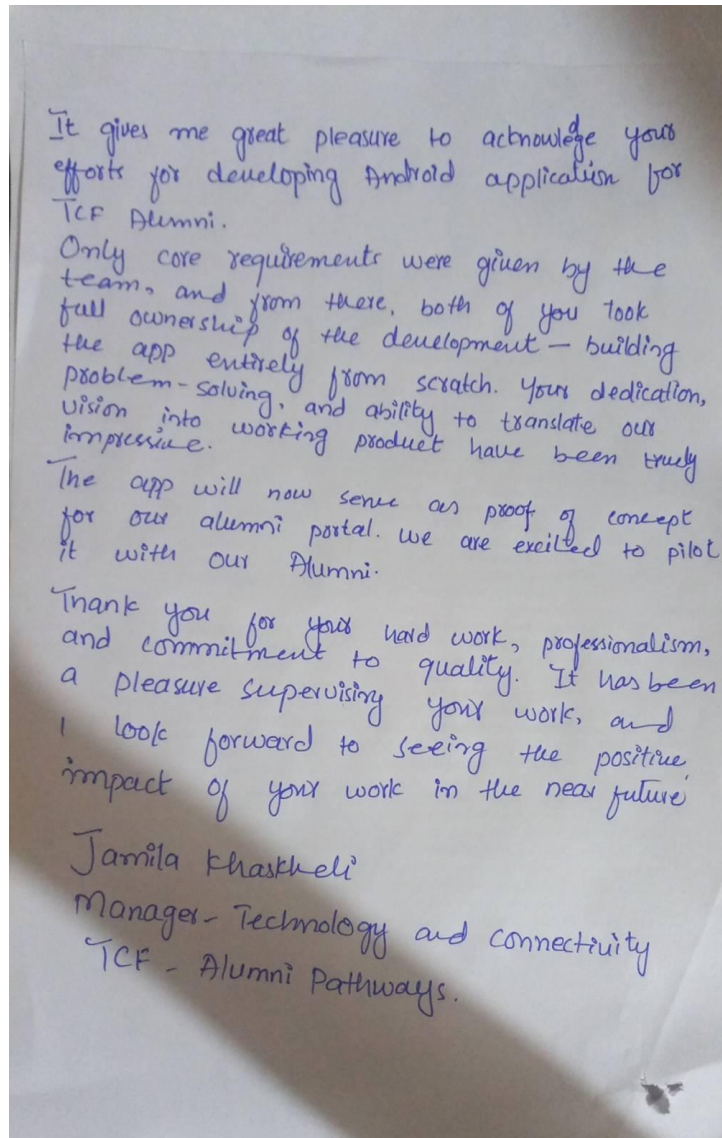 It gives me great pleasure to acknowledge your
efforts for developing Android application for
TCF Alumni.
Only core requirements were given by the
team, and from there, both of you took
full ownership of the development — building
the app entirely from scratch. Your dedication,
problem-solving, and ability to translate our
vision into working product have been truly
impressive.
The app will now serve as proof of concept
for our alumni portal. we are excited to pilot
it with our Alumni.
Thank you for your hard work, professionalism,
and commitment to quality. It has been
a pleasure supervising your work, and
I look forward to seeing the positive
impact of your work in the near future
Jamila Khaskheli
Manager - Technology and connectivity
TCF - Alumni Pathways.